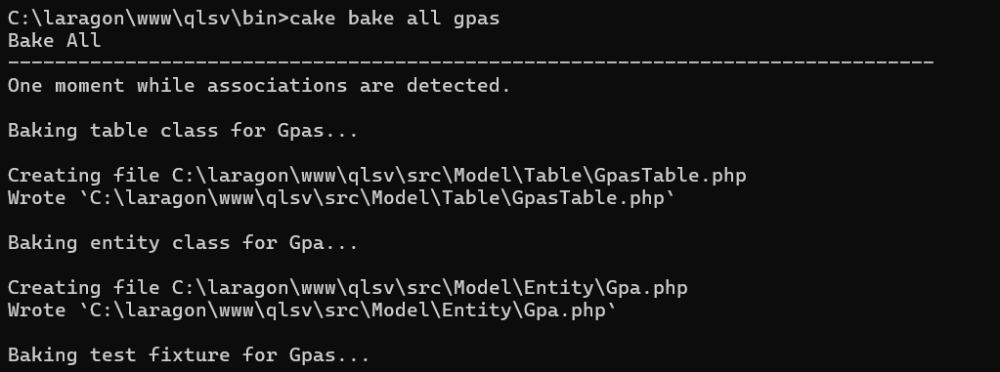 C:\laragon\www\qlsv\bin>cake bake all gpas
Bake All
-------------------------------------------------------------------------------
One moment while associations are detected.
Baking table class for Gpas...
Creating file C:\laragon\www\qlsv\src\Model\Table\GpasTable.php
Wrote `C:\laragon\www\qlsv\src\Model\Table\GpasTable.php`
Baking entity class for Gpa...
Creating file C:\laragon\www\qlsv\src\Model\Entity\Gpa.php
Wrote `C:\laragon\www\qlsv\src\Model\Entity\Gpa.php`
Baking test fixture for Gpas...